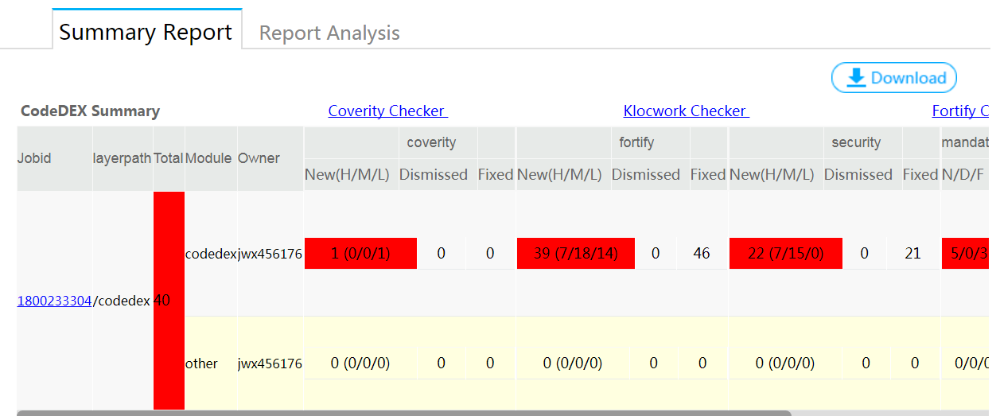 Summary Report Report Analysis
Download
CodeDEX Summary Coverity Checker Klocwork Checker Fortify C
Jobid layerpath Total Module Owner coverity fortify security mandat
New(H/M/L) Dismissed Fixed New(H/M/L) Dismissed Fixed New(H/M/L) Dismissed Fixed N/D/F
codedex jwx456176 1 (0/0/1) 0 0 39 (7/18/14) 0 46 22 (7/15/0) 0 21 5/0/3
1800233304 /codedex 40
other jwx456176 0 (0/0/0) 0 0 0 (0/0/0) 0 0 0 (0/0/0) 0 0 0/0/0